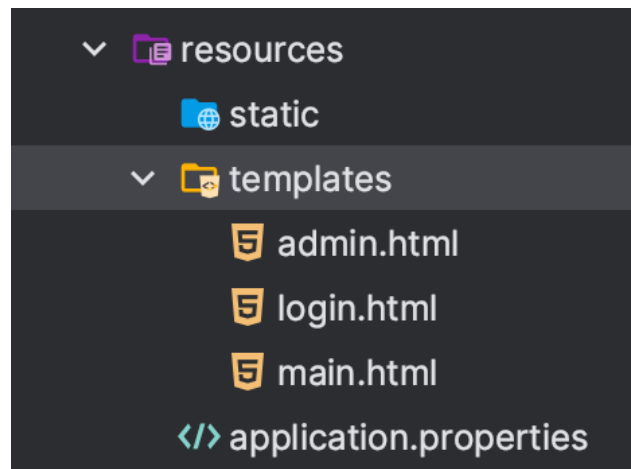 resources
static
templates
admin.html
login.html
main.html
application.properties